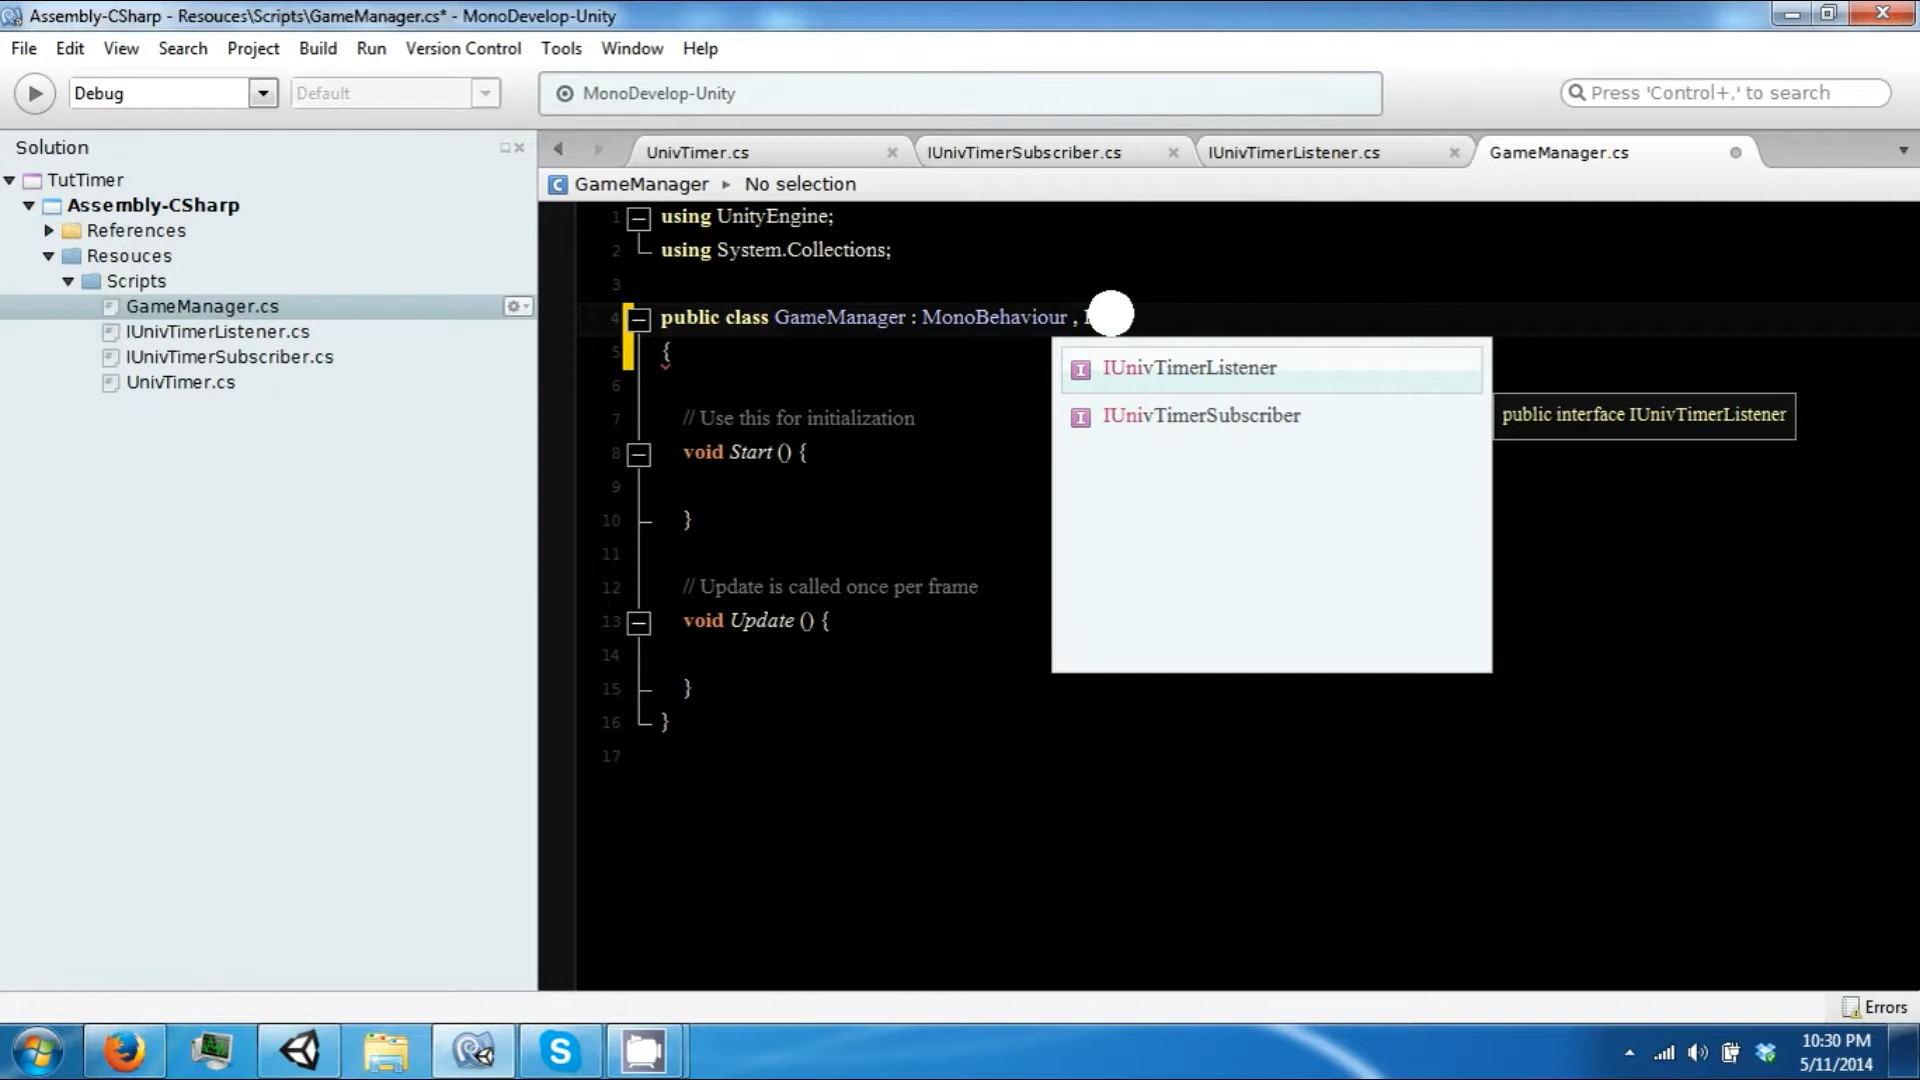 Assembly-CSharp - Resouces\Scripts\GameManager.cs* - MonoDevelop-Unity
File Edit View Search Project Build Run Version Control Tools Window Help
Debug Default MonoDevelop-Unity Press 'Control+,' to search
Solution
TutTimer
Assembly-CSharp
References
Resouces
Scripts
GameManager.cs
IUnivTimerListener.cs
IUnivTimerSubscriber.cs
UnivTimer.cs
UnivTimer.cs IUnivTimerSubscriber.cs IUnivTimerListener.cs GameManager.cs
GameManager No selection
1 using UnityEngine;
2 using System.Collections;
3
4 public class GameManager : MonoBehaviour ,
5 {
6
7 // Use this for initialization
8 void Start () {
9
10 }
11
12 // Update is called once per frame
13 void Update () {
14
15 }
16 }
17
IUnivTimerListener
IUnivTimerSubscriber
public interface IUnivTimerListener
Errors
10:30 PM
5/11/2014